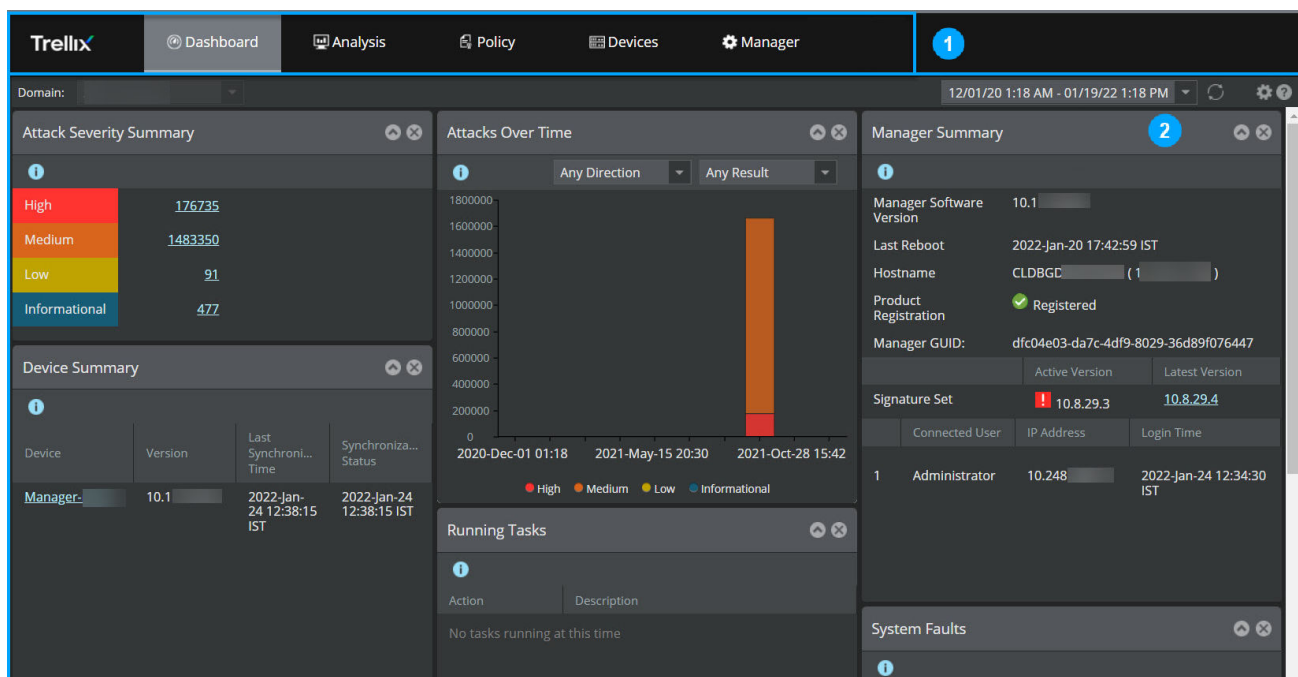 Trellix
Dashboard
Analysis
Policy
Devices
Manager
1
Domain:
12/01/20 1:18 AM - 01/19/22 1:18 PM
Attack Severity Summary
High 176735
Medium 1483350
Low 91
Informational 477
Device Summary
Device
Version
Last
Synchroni...
Time
Synchroniza...
Status
Manager-
10.1
2022-Jan-
24 12:38:15
IST
2022-Jan-24
12:38:15 IST
Attacks Over Time
Any Direction
Any Result
1800000
1600000
1400000
1200000
1000000
800000
600000
400000
200000
0
2020-Dec-01 01:18 2021-May-15 20:30 2021-Oct-28 15:42
High Medium Low Informational
Running Tasks
Action Description
No tasks running at this time
Manager Summary
2
Manager Software
Version
10.1
Last Reboot 2022-Jan-20 17:42:59 IST
Hostname CLDBGD ( 1 )
Product
Registration
Registered
Manager GUID: dfc04e03-da7c-4df9-8029-36d89f076447
Active Version Latest Version
Signature Set 10.8.29.3 10.8.29.4
Connected User IP Address Login Time
1 Administrator 10.248 2022-Jan-24 12:34:30
IST
System Faults